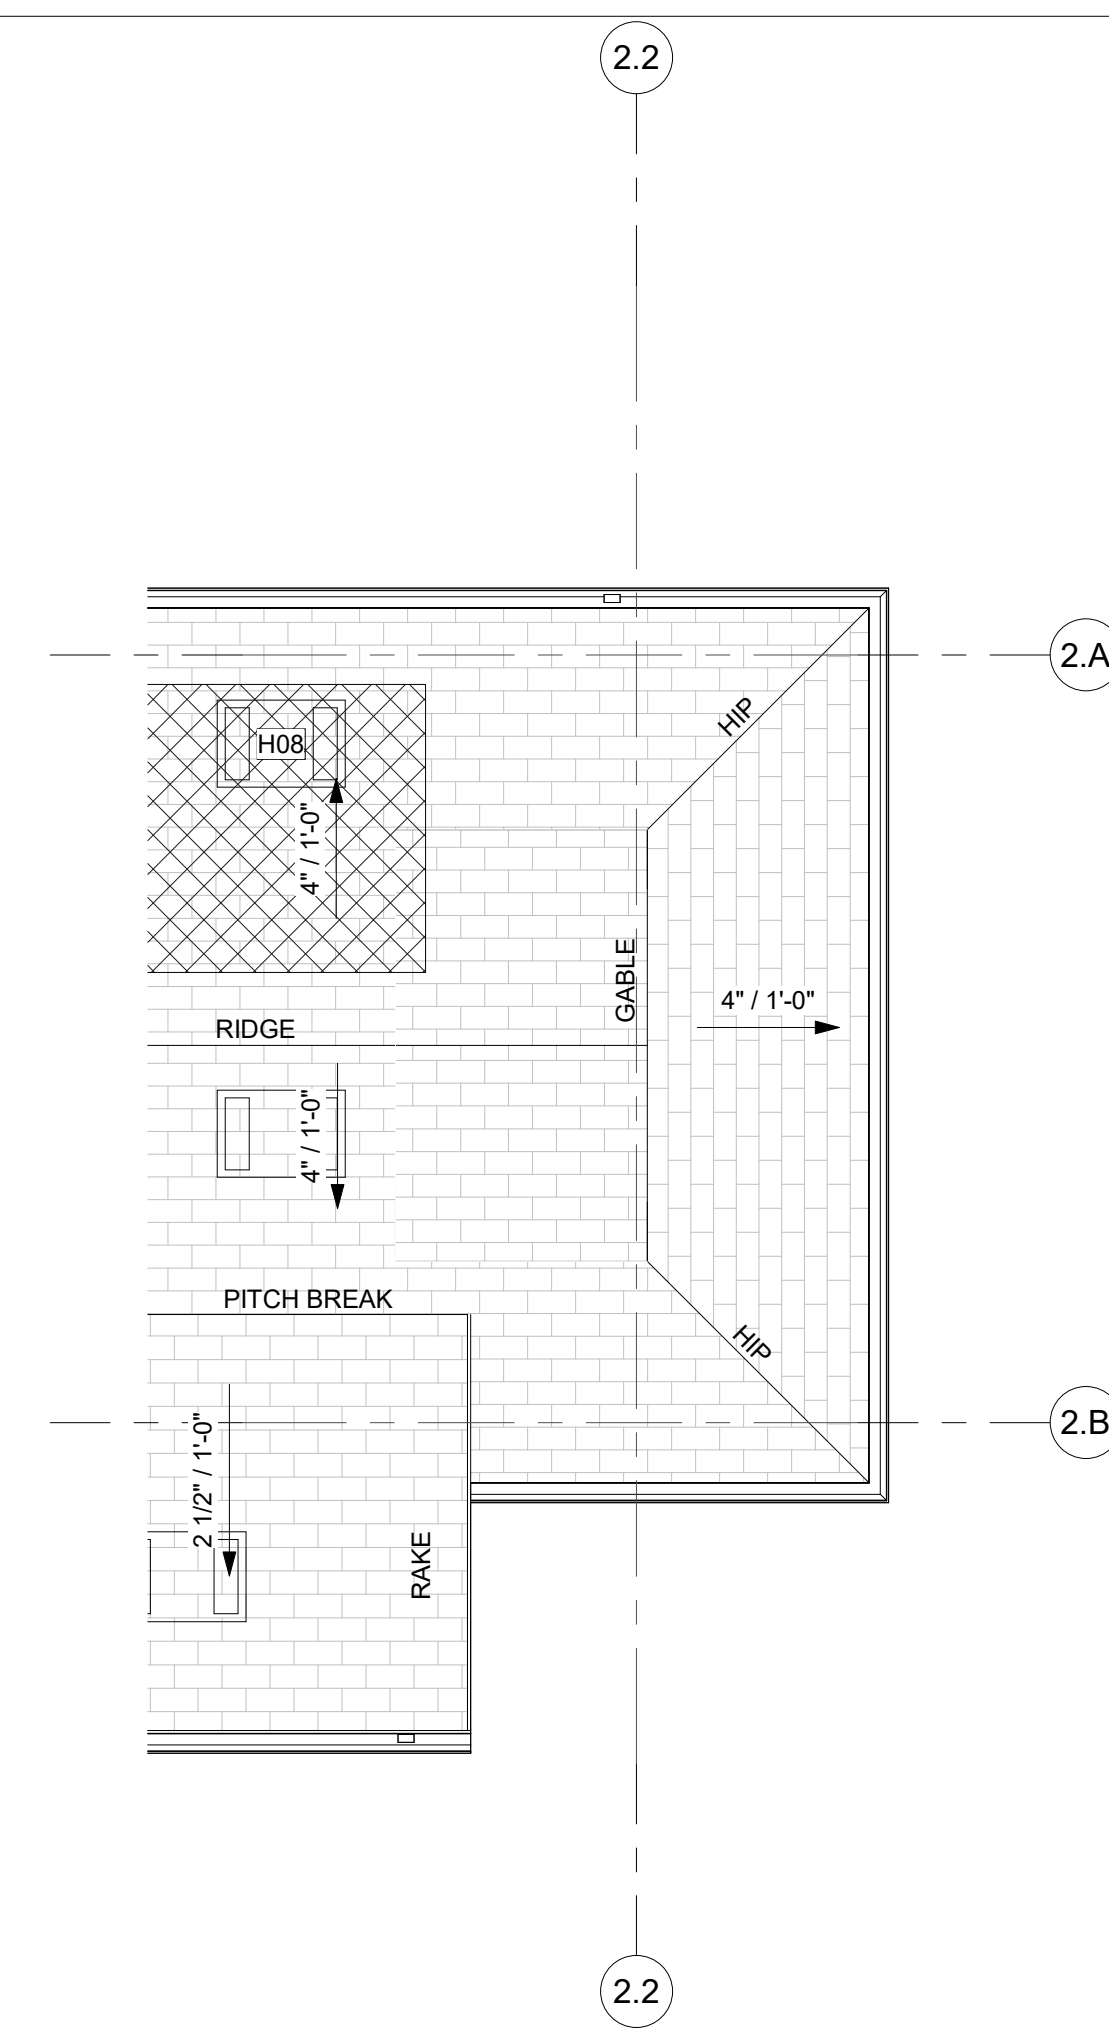 2.2
2.A
HIP
H08
4" / 1'-0"
GABLE
4" / 1'-0"
RIDGE
4" / 1'-0"
PITCH BREAK
HIP
2.B
2 1/2" / 1'-0"
RAKE
2.2